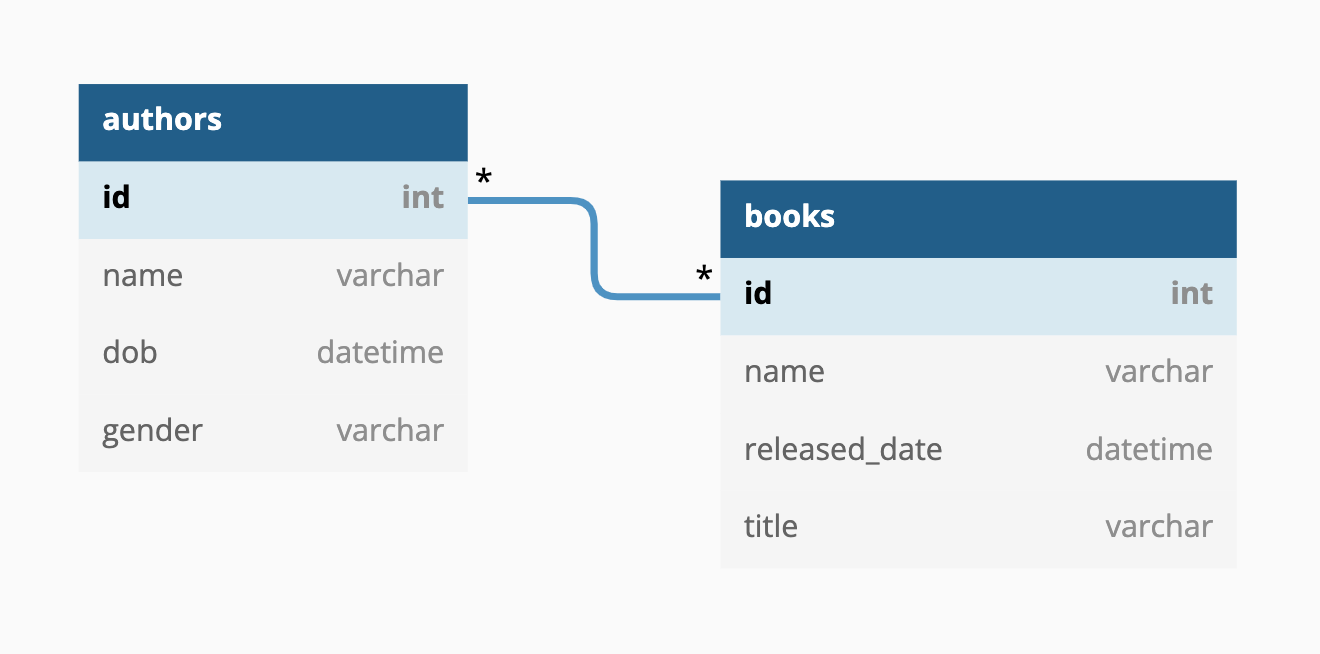 authors
id int
name varchar
dob datetime
gender varchar
*
*
books
id int
name varchar
released_date datetime
title varchar